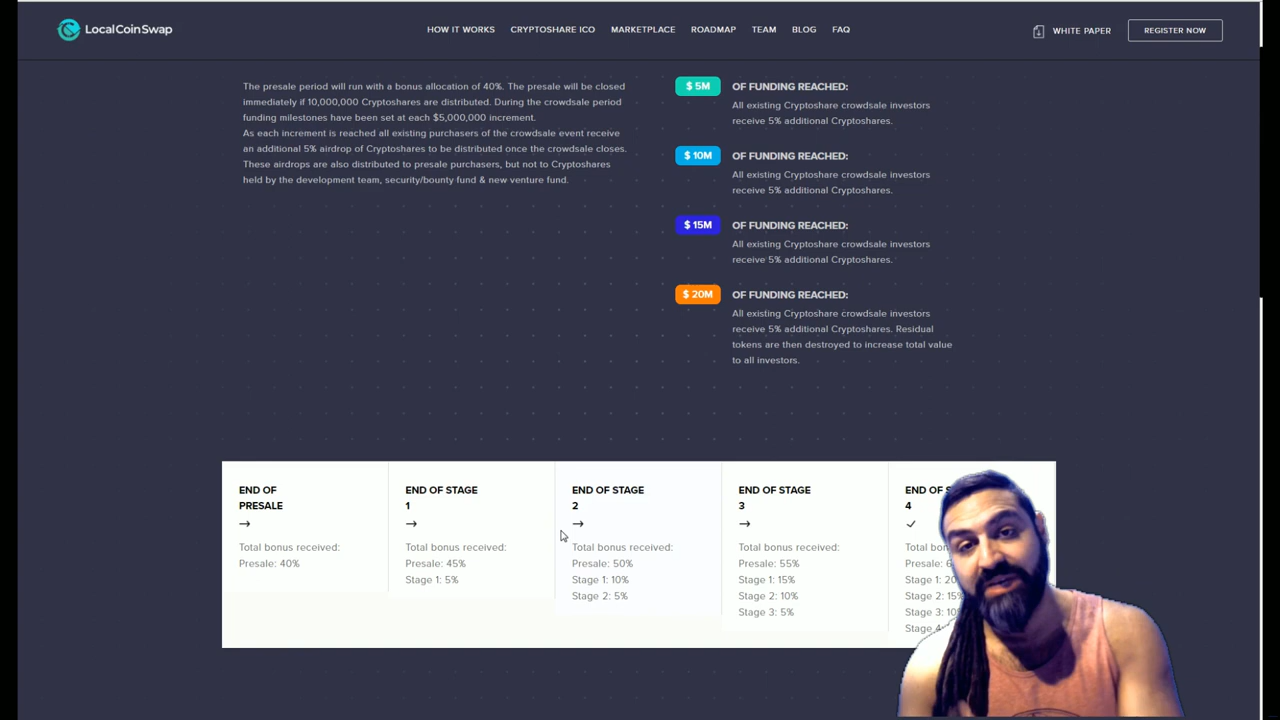 LocalCoinSwap
HOW IT WORKS
CRYPTOSHARE ICO
MARKETPLACE
ROADMAP
TEAM
BLOG
FAQ
WHITE PAPER
REGISTER NOW
The presale period will run with a bonus allocation of 40%. The presale will be closed
immediately if 10,000,000 Cryptoshares are distributed. During the crowdsale period
funding milestones have been set at each $5,000,000 increment.
As each increment is reached all existing purchasers of the crowdsale event receive
an additional 5% airdrop of Cryptoshares to be distributed once the crowdsale closes.
These airdrops are also distributed to presale purchasers, but not to Cryptoshares
held by the development team, security/bounty fund & new venture fund.
$ 5M
OF FUNDING REACHED:
All existing Cryptoshare crowdsale investors
receive 5% additional Cryptoshares.
$ 10M
OF FUNDING REACHED:
All existing Cryptoshare crowdsale investors
receive 5% additional Cryptoshares.
$ 15M
OF FUNDING REACHED:
All existing Cryptoshare crowdsale investors
receive 5% additional Cryptoshares.
$ 20M
OF FUNDING REACHED:
All existing Cryptoshare crowdsale investors
receive 5% additional Cryptoshares. Residual
tokens are then destroyed to increase total value
to all investors.
END OF
PRESALE
Total bonus received:
Presale: 40%
END OF STAGE
1
Total bonus received:
Presale: 45%
Stage 1: 5%
END OF STAGE
2
Total bonus received:
Presale: 50%
Stage 1: 10%
Stage 2: 5%
END OF STAGE
3
Total bonus received:
Presale: 55%
Stage 1: 15%
Stage 2: 10%
Stage 3: 5%
END OF
4
Total
Presale:
Stage 1:
Stage 2: 15%
Stage 3:
Stage